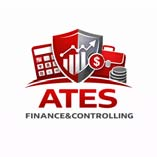 $
ATES
FINANCE&CONTROLLING